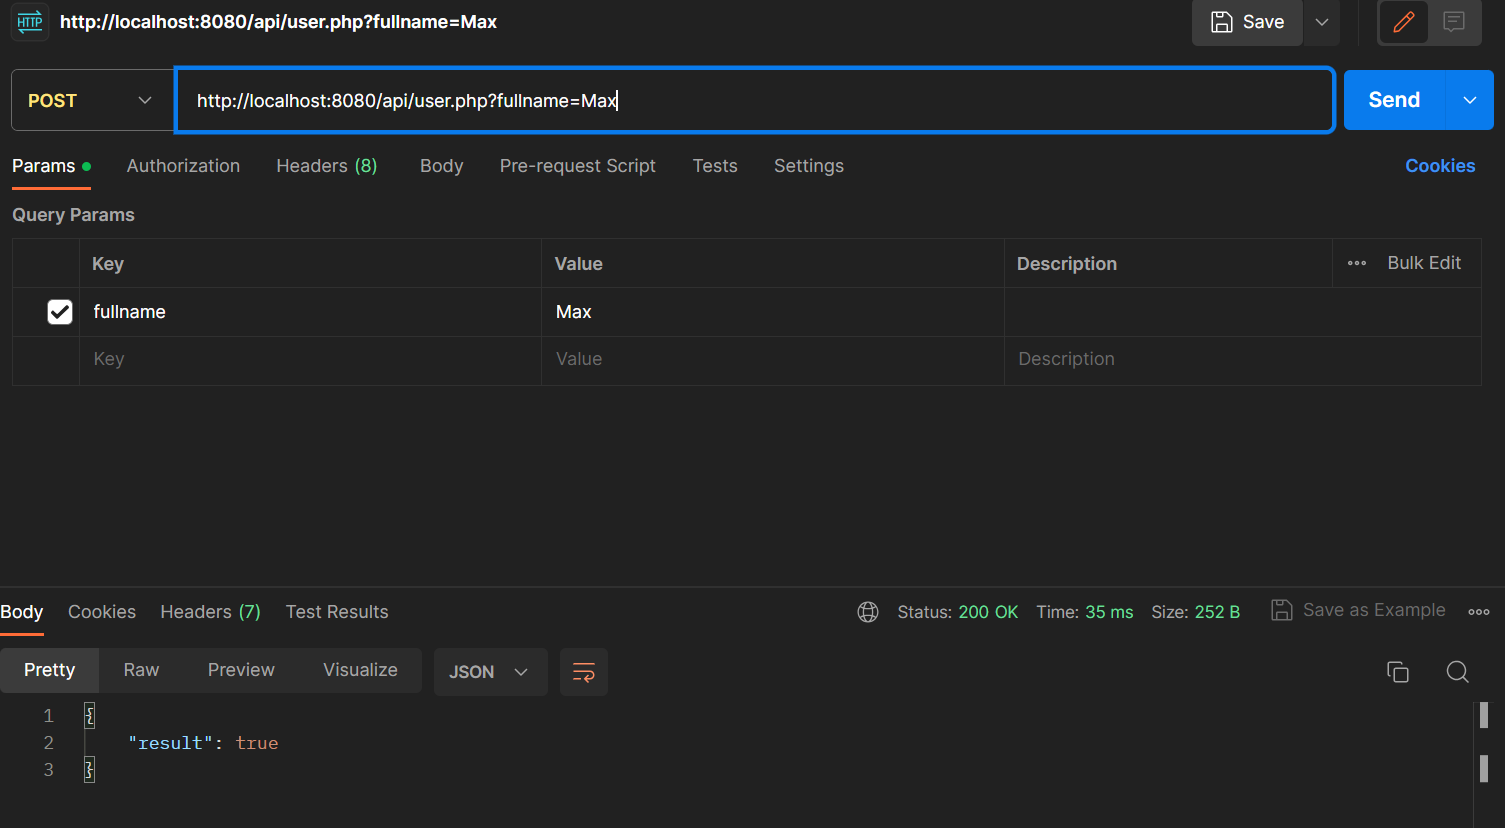 HTTP http://localhost:8080/api/user.php?fullname=Max Save
POST http://localhost:8080/api/user.php?fullname=Max Send
Params Authorization Headers (8) Body Pre-request Script Tests Settings Cookies
Query Params
Key Value Description Bulk Edit
fullname Max
Key Value Description
Body Cookies Headers (7) Test Results Status: 200 OK Time: 35 ms Size: 252 B Save as Example
Pretty Raw Preview Visualize JSON
1 {
2 "result": true
3 }